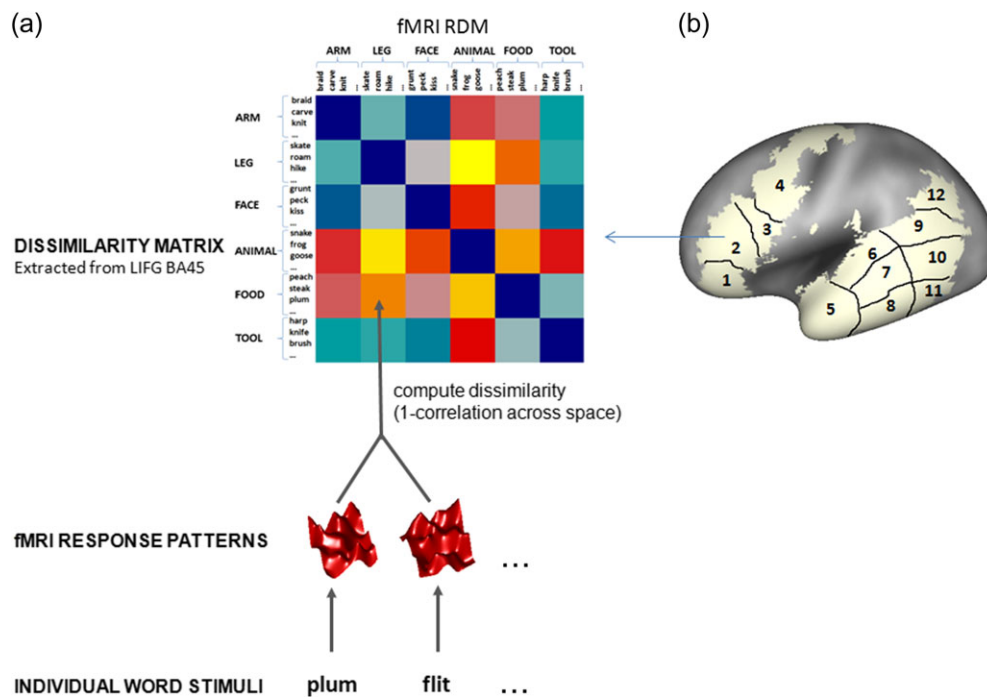 (a)
fMRI RDM
(b)
ARM LEG FACE ANIMAL FOOD TOOL
braid carve knit ... skate roam hike ... grunt peck kiss ... snake frog goose ... peach steak plum ... harp knife brush ...
ARM
braid
carve
knit
...
LEG
skate
roam
hike
...
FACE
grunt
peck
kiss
...
ANIMAL
snake
frog
goose
...
FOOD
peach
steak
plum
...
TOOL
harp
knife
brush
...
DISSIMILARITY MATRIX
Extracted from LIFG BA45
1
2
3
4
5
6
7
8
9
10
11
12
compute dissimilarity
(1-correlation across space)
fMRI RESPONSE PATTERNS ...
INDIVIDUAL WORD STIMULI plum flit ...